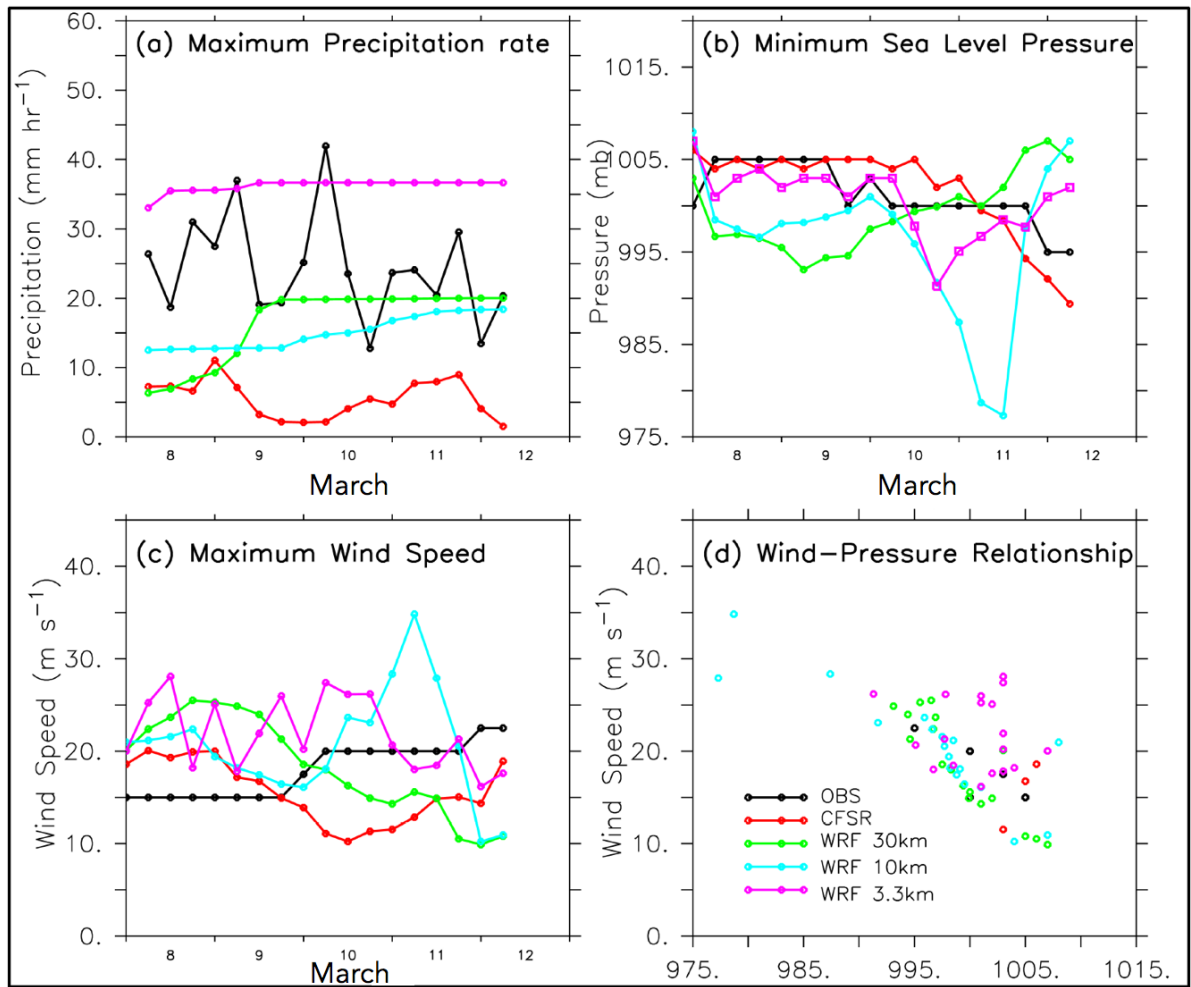 (a) Maximum Precipitation rate
Precipitation (mm hr⁻¹)
60.
50.
40.
30.
20.
10.
0.
8 9 10 11 12
March
(b) Minimum Sea Level Pressure
Pressure (mb)
1015.
1005.
995.
985.
975.
8 9 10 11 12
March
(c) Maximum Wind Speed
Wind Speed (m s⁻¹)
40.
30.
20.
10.
0.
8 9 10 11 12
March
(d) Wind-Pressure Relationship
Wind Speed (m s⁻¹)
40.
30.
20.
10.
0.
OBS
CFSR
WRF 30km
WRF 10km
WRF 3.3km
975. 985. 995. 1005. 1015.